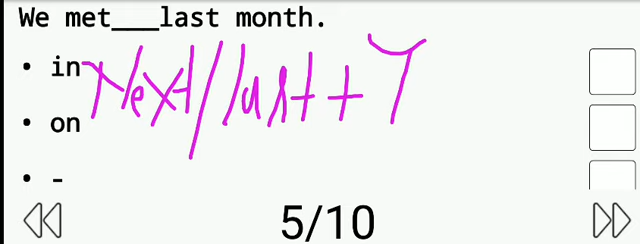 We met___last month.
• in
Next/last + T
• on
• -
5/10